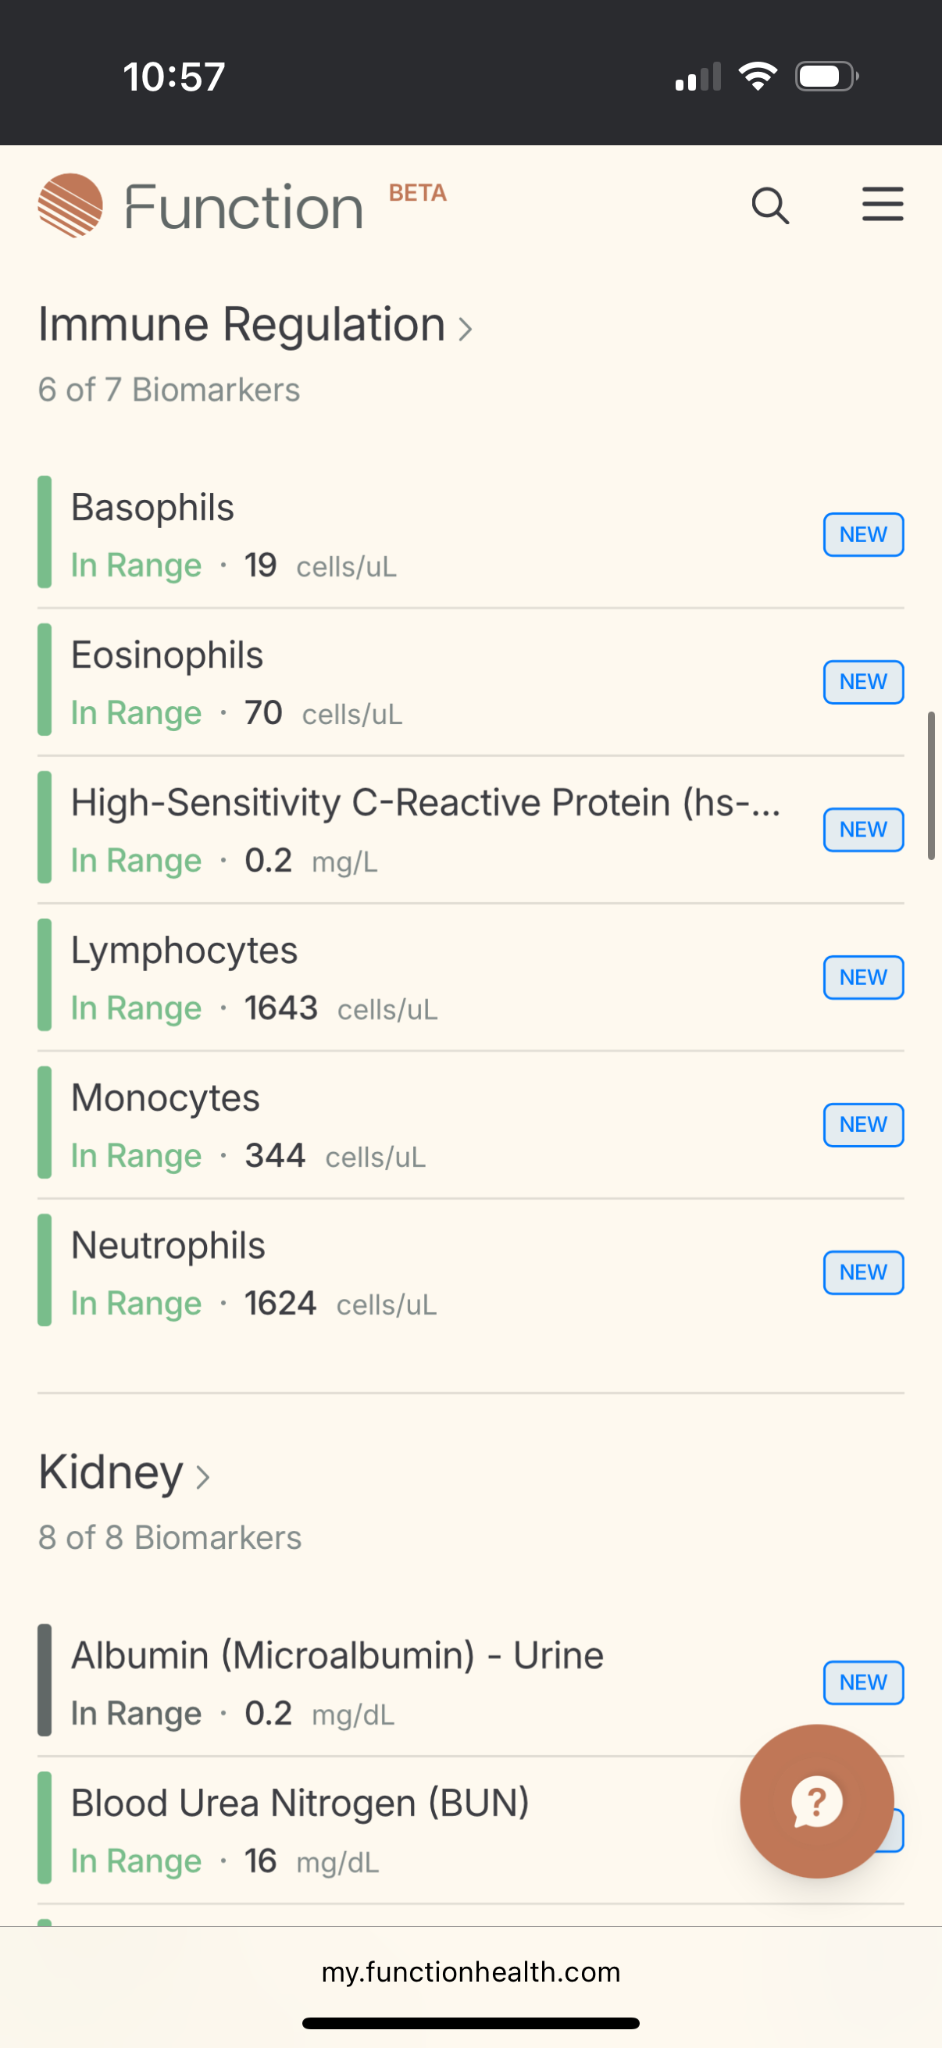 10:57
Function BETA
Immune Regulation >
6 of 7 Biomarkers
Basophils
In Range · 19 cells/uL
NEW
Eosinophils
In Range · 70 cells/uL
NEW
High-Sensitivity C-Reactive Protein (hs-...
In Range · 0.2 mg/L
NEW
Lymphocytes
In Range · 1643 cells/uL
NEW
Monocytes
In Range · 344 cells/uL
NEW
Neutrophils
In Range · 1624 cells/uL
NEW
Kidney >
8 of 8 Biomarkers
Albumin (Microalbumin) - Urine
In Range · 0.2 mg/dL
NEW
Blood Urea Nitrogen (BUN)
In Range · 16 mg/dL
?
my.functionhealth.com